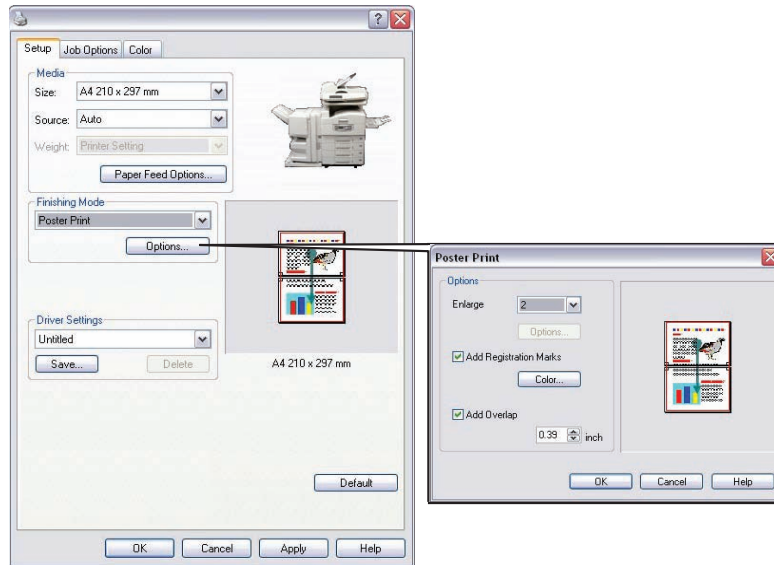 Setup Job Options Color
Media
Size: A4 210 x 297 mm
Source: Auto
Weight: Printer Setting
Paper Feed Options...
Finishing Mode
Poster Print
Options...
Driver Settings
Untitled
Save... Delete
A4 210 x 297 mm
Default
OK Cancel Apply Help
Poster Print
Options
Enlarge 2
Options...
Add Registration Marks
Color...
Add Overlap
0.39 inch
OK Cancel Help